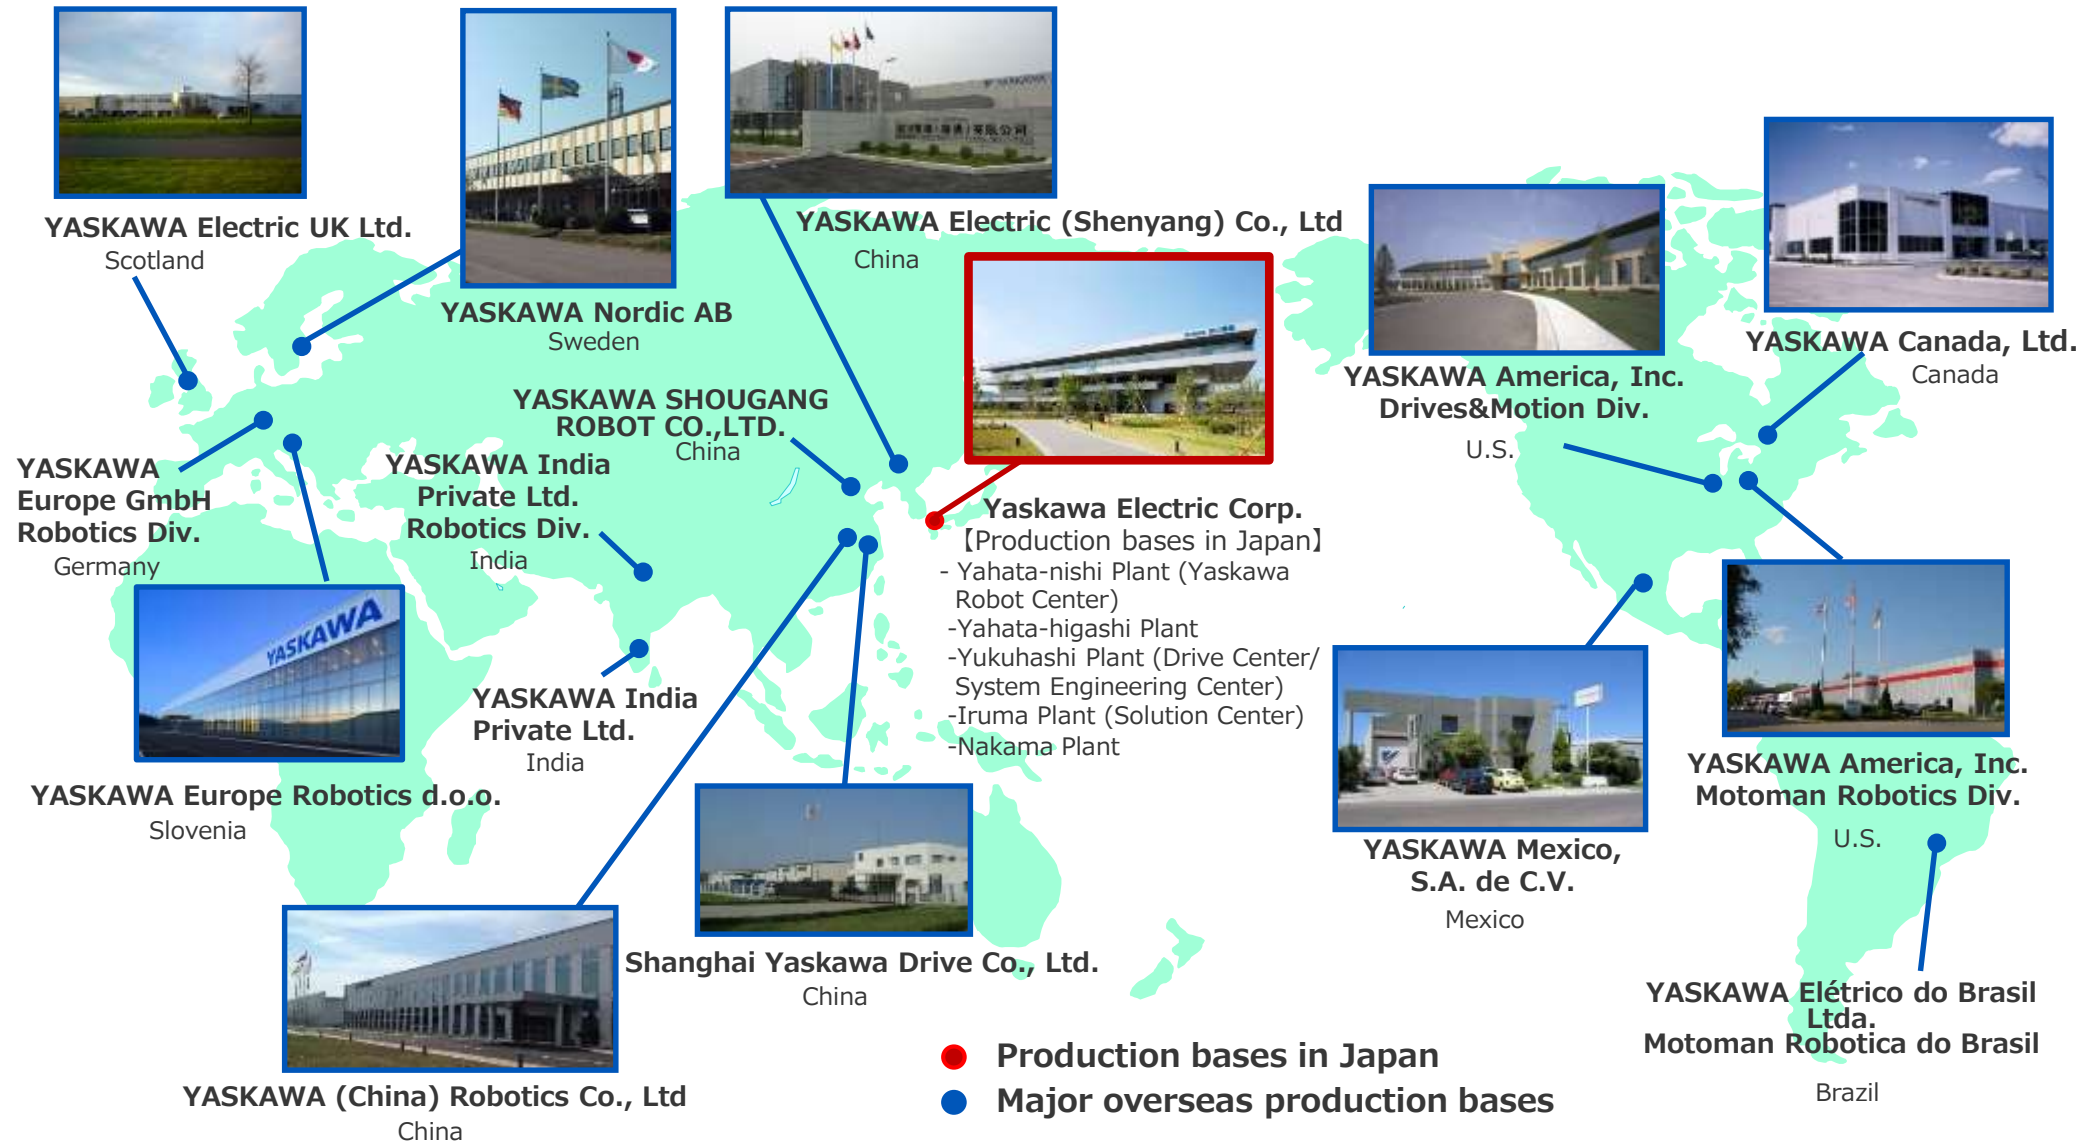 YASKAWA Electric UK Ltd.
Scotland
YASKAWA Nordic AB
Sweden
YASKAWA
YASKAWA Electric (Shenyang) Co., Ltd
China
YASKAWA Canada, Ltd.
Canada
YASKAWA America, Inc.
Drives&Motion Div.
U.S.
YASKAWA SHOUGANG
ROBOT CO.,LTD.
China
YASKAWA
Europe GmbH
Robotics Div.
Germany
YASKAWA India
Private Ltd.
Robotics Div.
India
Yaskawa Electric Corp.
【Production bases in Japan】
- Yahata-nishi Plant (Yaskawa
Robot Center)
-Yahata-higashi Plant
-Yukuhashi Plant (Drive Center/
System Engineering Center)
-Iruma Plant (Solution Center)
-Nakama Plant
YASKAWA
YASKAWA Europe Robotics d.o.o.
Slovenia
YASKAWA India
Private Ltd.
India
YASKAWA America, Inc.
Motoman Robotics Div.
U.S.
YASKAWA Mexico,
S.A. de C.V.
Mexico
Shanghai Yaskawa Drive Co., Ltd.
China
YASKAWA Elétrico do Brasil
Ltda.
Motoman Robotica do Brasil
Brazil
YASKAWA (China) Robotics Co., Ltd
China
Production bases in Japan
Major overseas production bases